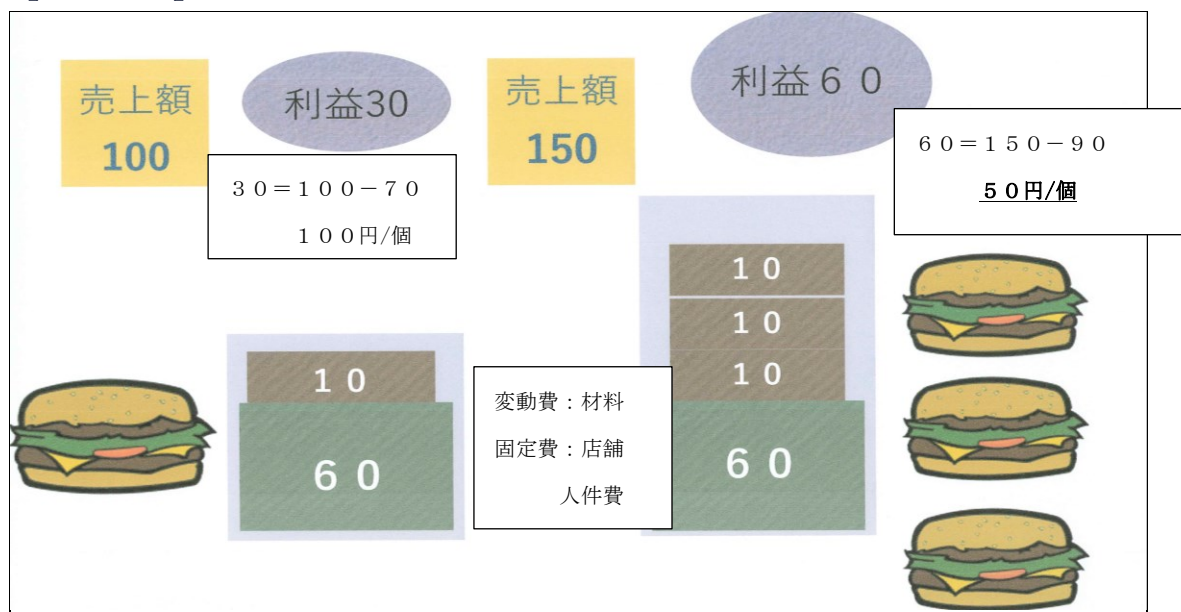 売上額
100
利益30
３０＝１００－７０
１００円/個
１０
６０
変動費：材料
固定費：店舗
人件費
売上額
150
利益６０
６０＝１５０－９０
５０円/個
１０
１０
１０
６０